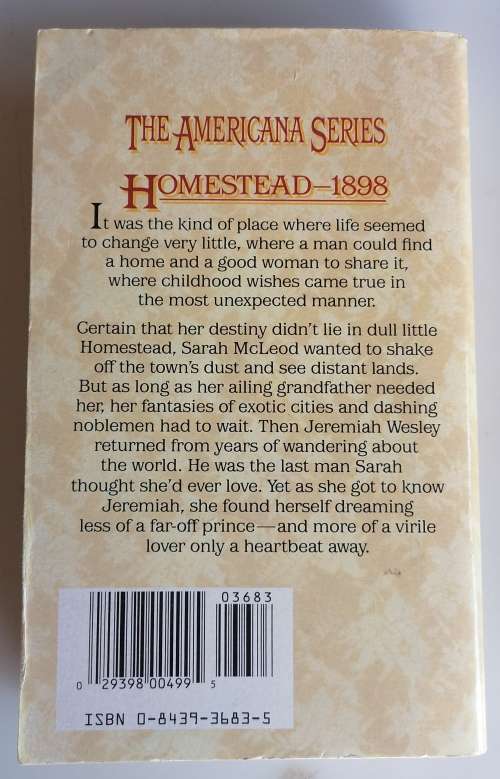 THE AMERICANA SERIES
HOMESTEAD—1898
It was the kind of place where life seemed
to change very little, where a man could find
a home and a good woman to share it,
where childhood wishes came true in
the most unexpected manner.
Certain that her destiny didn't lie in dull little
Homestead, Sarah McLeod wanted to shake
off the town's dust and see distant lands.
But as long as her ailing grandfather needed
her, her fantasies of exotic cities and dashing
noblemen had to wait. Then Jeremiah Wesley
returned from years of wandering about
the world. He was the last man Sarah
thought she'd ever love. Yet as she got to know
Jeremiah, she found herself dreaming
less of a far-off prince—and more of a virile
lover only a heartbeat away.
03683
0 29398 00499 5
ISBN 0-8439-3683-5